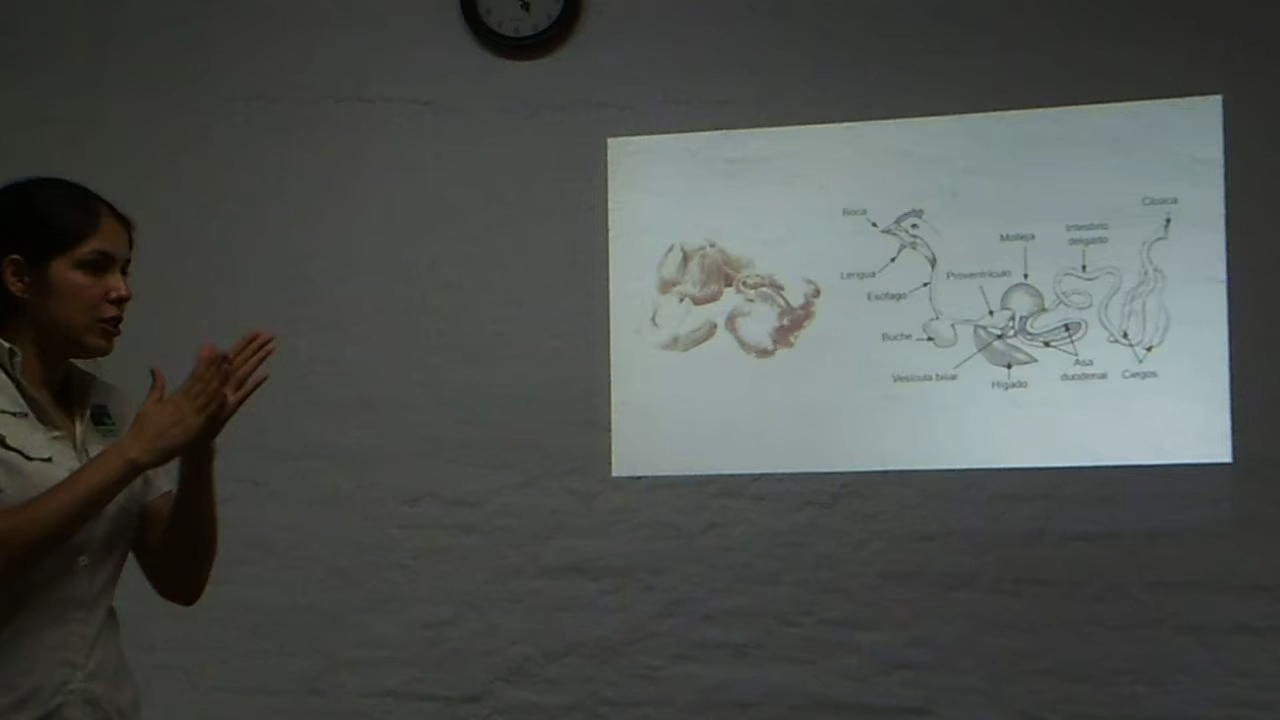 Boca
Cloaca
Intestino
delgado
Molleja
Lengua
Proventrículo
Esófago
Buche
Asa
duodenal
Vesícula biliar
Hígado
Ciegos